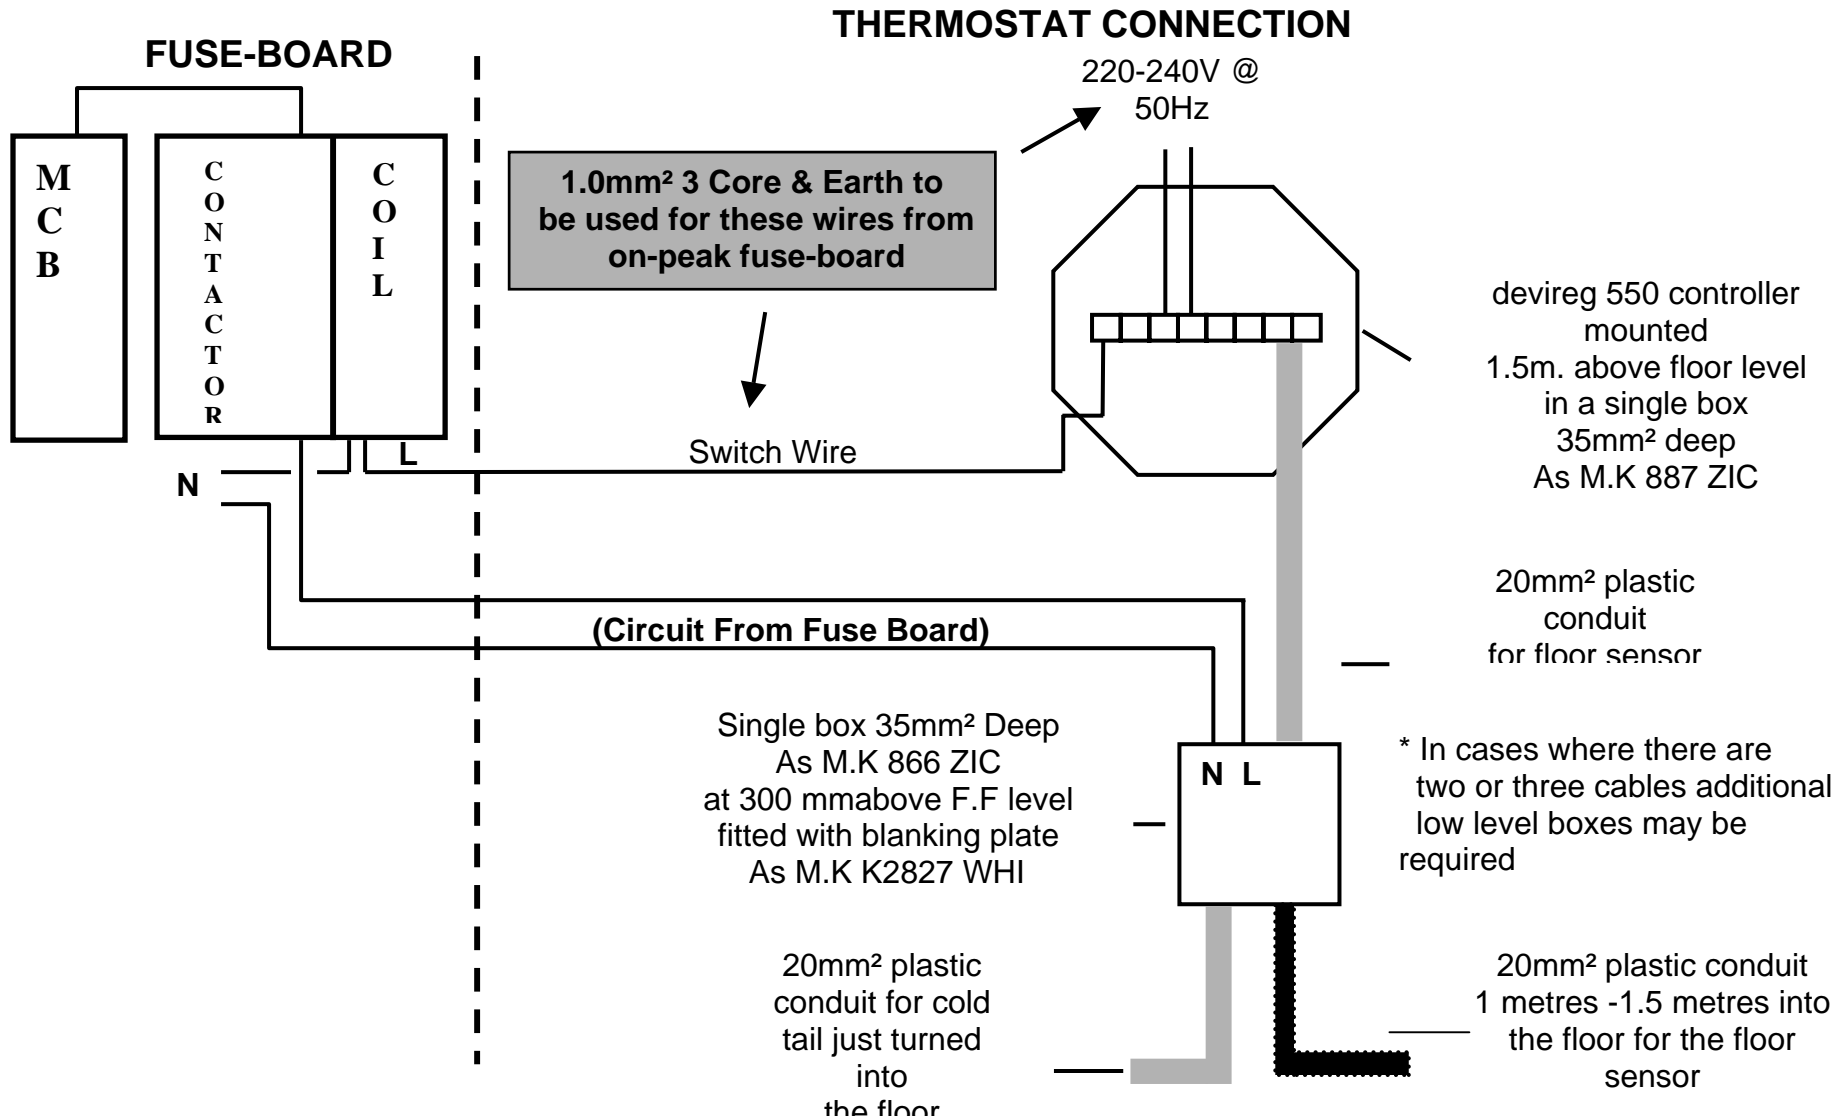 THERMOSTAT CONNECTION
FUSE-BOARD
220-240V @
50Hz
MCB
CONTACTOR
COIL
1.0mm² 3 Core & Earth to
be used for these wires from
on-peak fuse-board
devireg 550 controller
mounted
1.5m. above floor level
in a single box
35mm² deep
As M.K 887 ZIC
L
Switch Wire
N
20mm² plastic
conduit
for floor sensor
(Circuit From Fuse Board)
Single box 35mm² Deep
As M.K 866 ZIC
at 300 mmabove F.F level
fitted with blanking plate
As M.K K2827 WHI
N L
* In cases where there are
two or three cables additional
low level boxes may be
required
20mm² plastic
conduit for cold
tail just turned
into
the floor
20mm² plastic conduit
1 metres -1.5 metres into
the floor for the floor
sensor